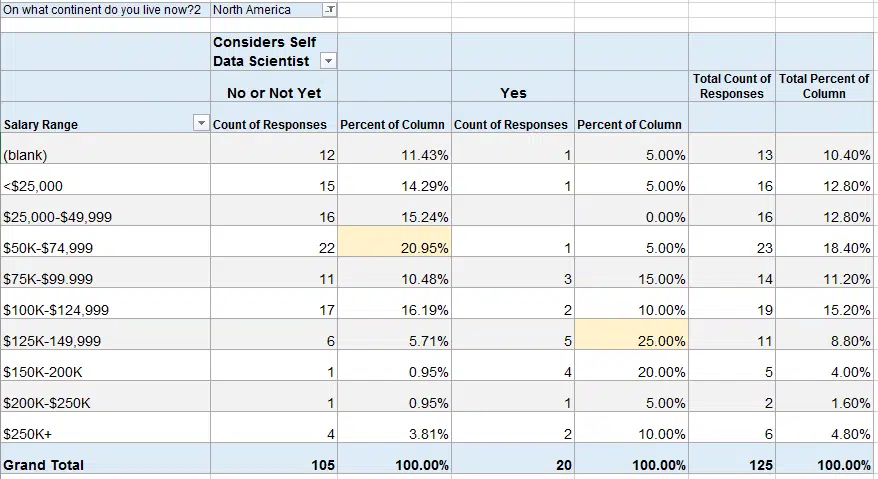 On what continent do you live now?2 North America
Considers Self
Data Scientist
No or Not Yet Yes Total Count of Responses Total Percent of Column
Salary Range Count of Responses Percent of Column Count of Responses Percent of Column
(blank) 12 11.43% 1 5.00% 13 10.40%
<$25,000 15 14.29% 1 5.00% 16 12.80%
$25,000-$49,999 16 15.24% 0.00% 16 12.80%
$50K-$74,999 22 20.95% 1 5.00% 23 18.40%
$75K-$99.999 11 10.48% 3 15.00% 14 11.20%
$100K-$124,999 17 16.19% 2 10.00% 19 15.20%
$125K-149,999 6 5.71% 5 25.00% 11 8.80%
$150K-200K 1 0.95% 4 20.00% 5 4.00%
$200K-$250K 1 0.95% 1 5.00% 2 1.60%
$250K+ 4 3.81% 2 10.00% 6 4.80%
Grand Total 105 100.00% 20 100.00% 125 100.00%